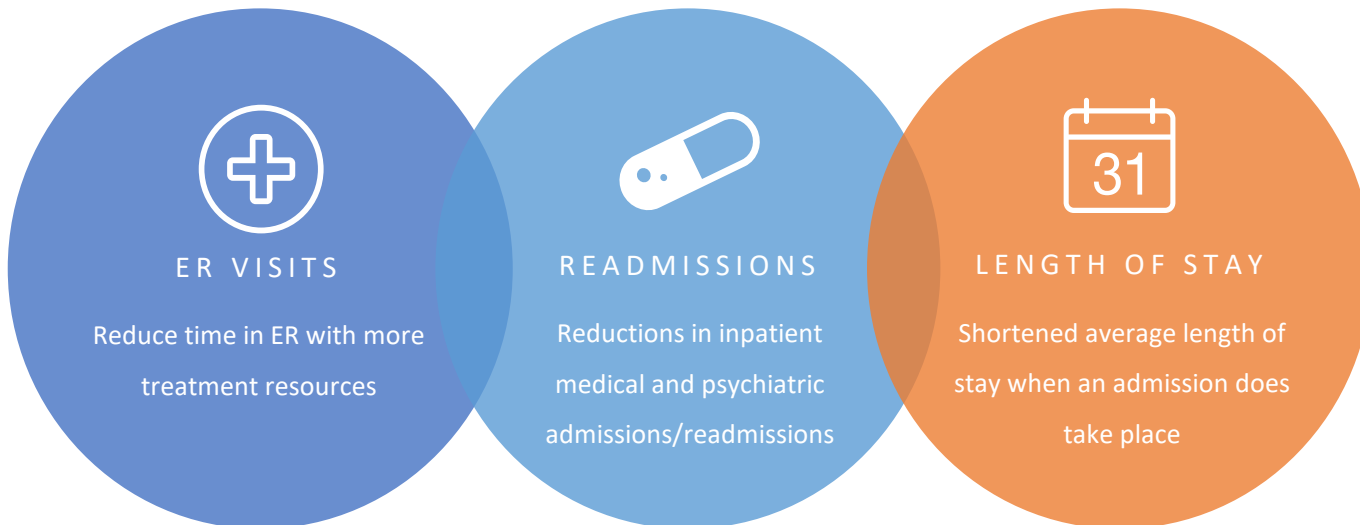 ER VISITS
Reduce time in ER with more
treatment resources
READMISSIONS
Reductions in inpatient
medical and psychiatric
admissions/readmissions
31
LENGTH OF STAY
Shortened average length of
stay when an admission does
take place